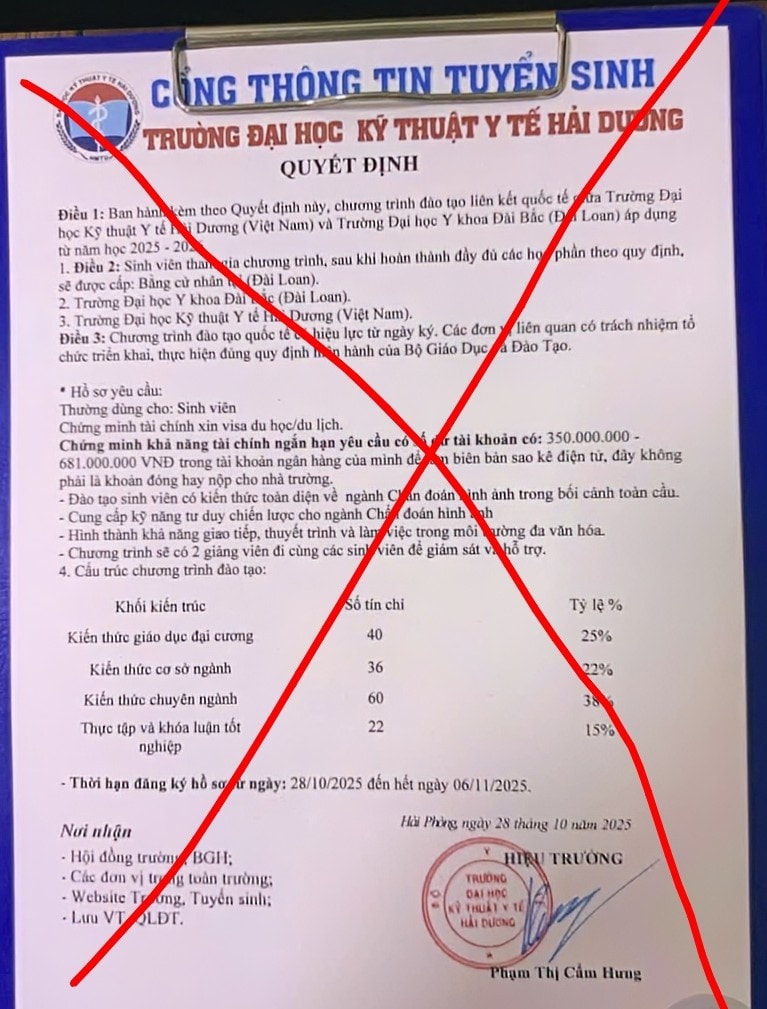 CỔNG THÔNG TIN TUYỂN SINH
TRƯỜNG ĐẠI HỌC KỸ THUẬT Y TẾ HẢI DƯƠNG
QUYẾT ĐỊNH
Điều 1: Ban hành kèm theo Quyết định này, chương trình đào tạo liên kết quốc tế giữa Trường Đại
học Kỹ thuật Y tế Hải Dương (Việt Nam) và Trường Đại học Y khoa Đài Bắc (Đài Loan) áp dụng
từ năm học 2025 -
1. Điều 2: Sinh viên tham gia chương trình, sau khi hoàn thành đầy đủ các học phần theo quy định,
sẽ được cấp: Bằng cử nhân tại (Đài Loan).
2. Trường Đại học Y khoa Đài Bắc (Đài Loan).
3. Trường Đại học Kỹ thuật Y tế Hải Dương (Việt Nam).
Điều 3: Chương trình đào tạo quốc tế có hiệu lực từ ngày ký. Các đơn vị liên quan có trách nhiệm tổ
chức triển khai, thực hiện đúng quy định hiện hành của Bộ Giáo Dục và Đào Tạo.
* Hồ sơ yêu cầu:
Thường dùng cho: Sinh viên
Chứng minh tài chính xin visa du học/du lịch.
Chứng minh khả năng tài chính ngắn hạn yêu cầu có số dư tài khoản có: 350.000.000 -
681.000.000 VNĐ trong tài khoản ngân hàng của mình để làm biên bản sao kê điện tử, đây không
phải là khoản đóng hay nộp cho nhà trường.
- Đào tạo sinh viên có kiến thức toàn diện về ngành Chẩn đoán hình ảnh trong bối cảnh toàn cầu.
- Cung cấp kỹ năng tư duy chiến lược cho ngành Chẩn đoán hình ảnh
- Hình thành khả năng giao tiếp, thuyết trình và làm việc trong môi trường đa văn hóa.
- Chương trình sẽ có 2 giảng viên đi cùng các sinh viên để giám sát và hỗ trợ.
4. Cấu trúc chương trình đào tạo:
Khối kiến trúc Số tín chỉ Tỷ lệ %
Kiến thức giáo dục đại cương 40 25%
Kiến thức cơ sở ngành 36 22%
Kiến thức chuyên ngành 60 38%
Thực tập và khóa luận tốt 22 15%
nghiệp
- Thời hạn đăng ký hồ sơ từ ngày: 28/10/2025 đến hết ngày 06/11/2025.
Hải Phòng, ngày 28 tháng 10 năm 2025
Nơi nhận
HIỆU TRƯỞNG
- Hội đồng trường, BGH;
- Các đơn vị trong toàn trường;
- Website Trường, Tuyển sinh;
- Lưu VT, QLĐT.
TRƯỜNG
ĐẠI HỌC
KỸ THUẬT Y TẾ
HẢI DƯƠNG
Phạm Thị Cẩm Hưng